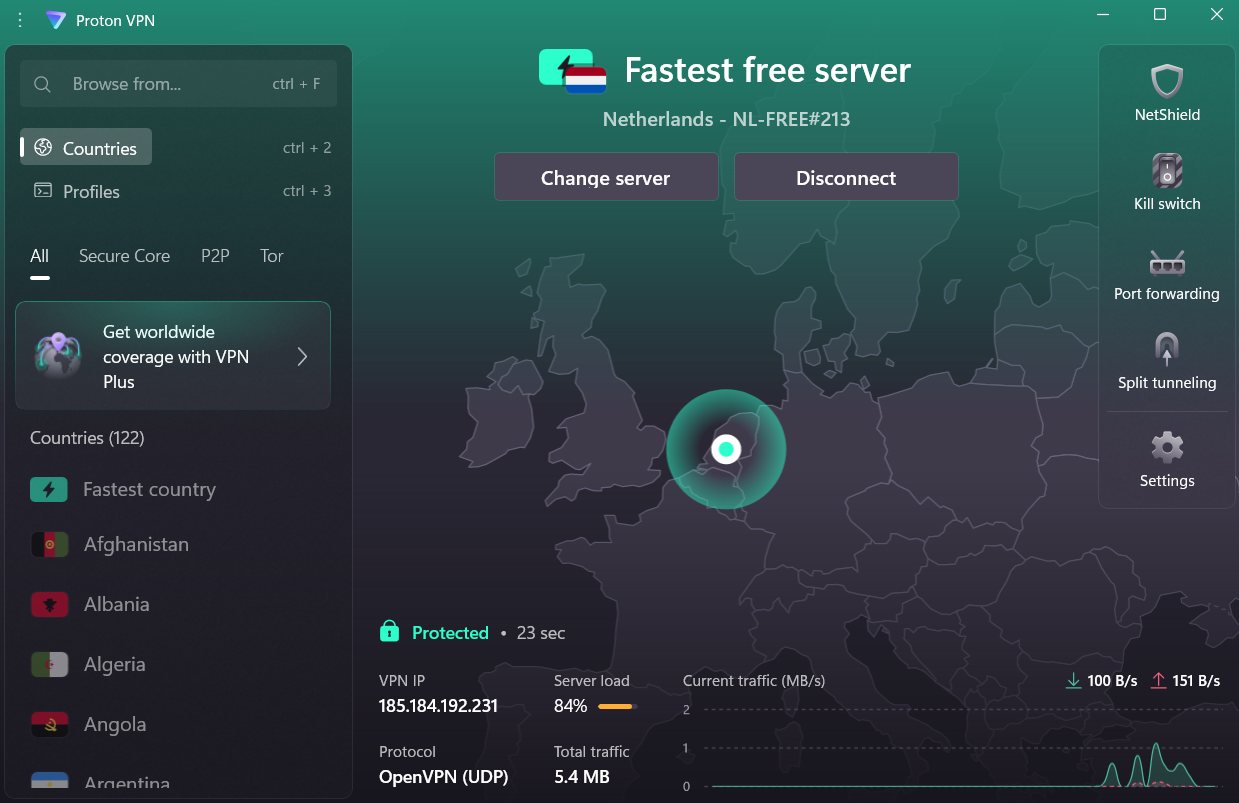 Proton VPN
Browse from...
ctrl + F
Countries
ctrl + 2
Profiles
ctrl + 3
All
Secure Core
P2P
Tor
Get worldwide
coverage with VPN
Plus
Countries (122)
Fastest country
Afghanistan
Albania
Algeria
Angola
Argentina
Fastest free server
Netherlands - NL-FREE#213
Change server
Disconnect
Protected • 23 sec
VPN IP
185.184.192.231
Server load
84%
Protocol
OpenVPN (UDP)
Total traffic
5.4 MB
Current traffic (MB/s)
100 B/s
151 B/s
2
1
0
NetShield
Kill switch
Port forwarding
Split tunneling
Settings